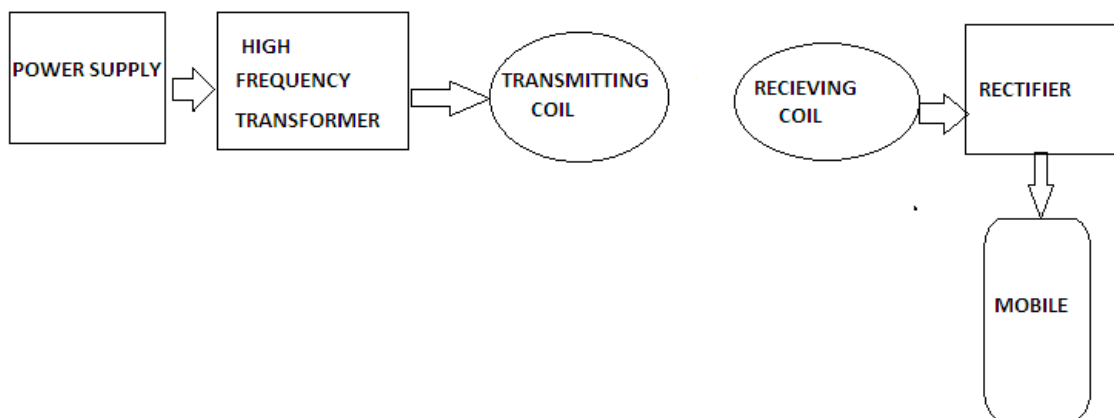 POWER SUPPLY
HIGH
FREQUENCY
TRANSFORMER
TRANSMITTING
COIL
RECIEVING
COIL
RECTIFIER
MOBILE